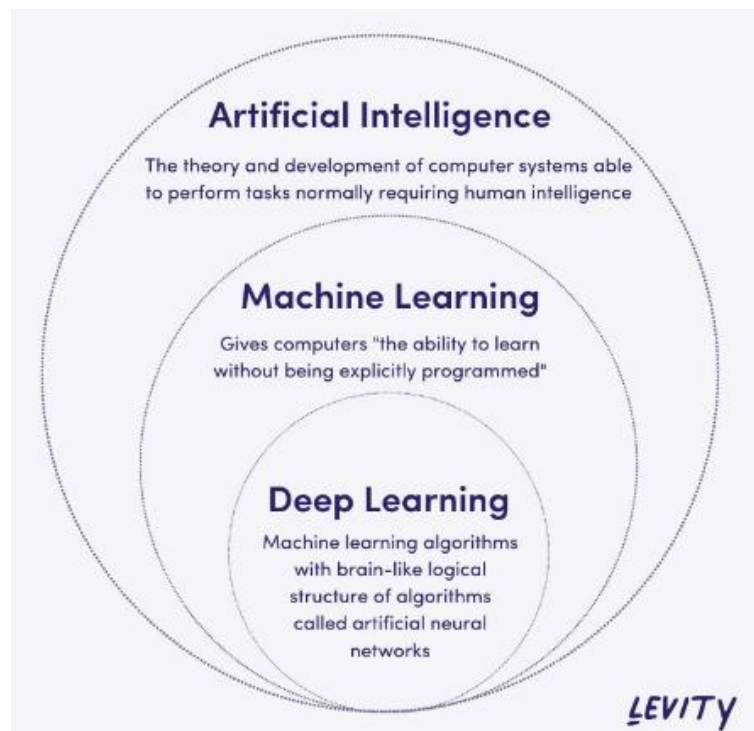 Artificial Intelligence
The theory and development of computer systems able
to perform tasks normally requiring human intelligence
Machine Learning
Gives computers "the ability to learn
without being explicitly programmed"
Deep Learning
Machine learning algorithms
with brain-like logical
structure of algorithms
called artificial neural
networks
LEVITY